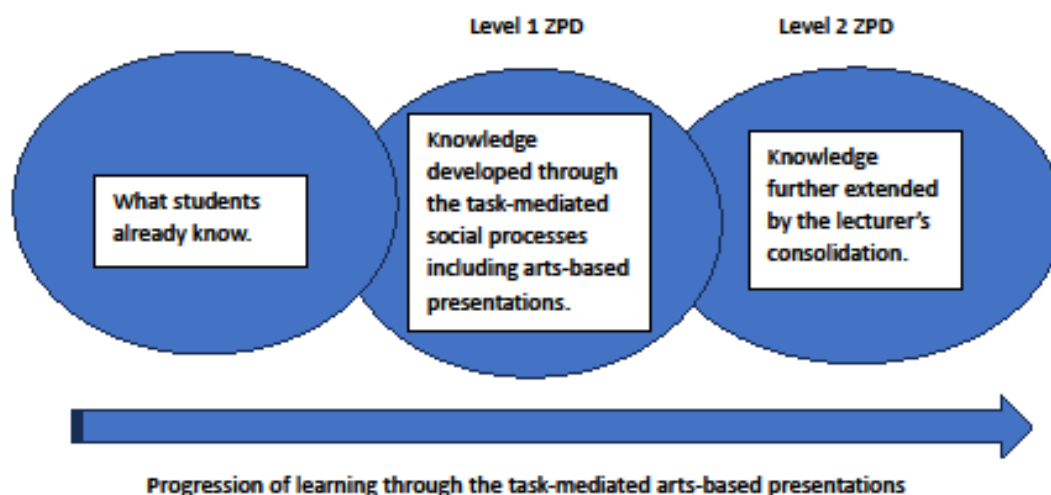 Level 1 ZPD
Level 2 ZPD
What students
already know.
Knowledge
developed through
the task-mediated
social processes
including arts-based
presentations.
Knowledge
further extended
by the lecturer’s
consolidation.
Progression of learning through the task-mediated arts-based presentations